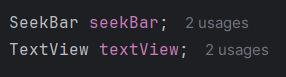 SeekBar seekBar; 2 usages
TextView textView; 2 usages